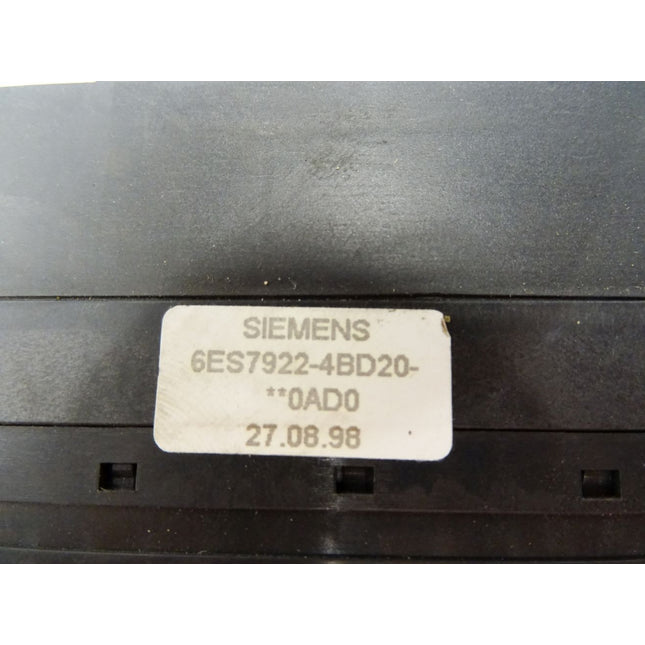 SIEMENS
6ES7922-4BD20-
**0AD0
27.08.98